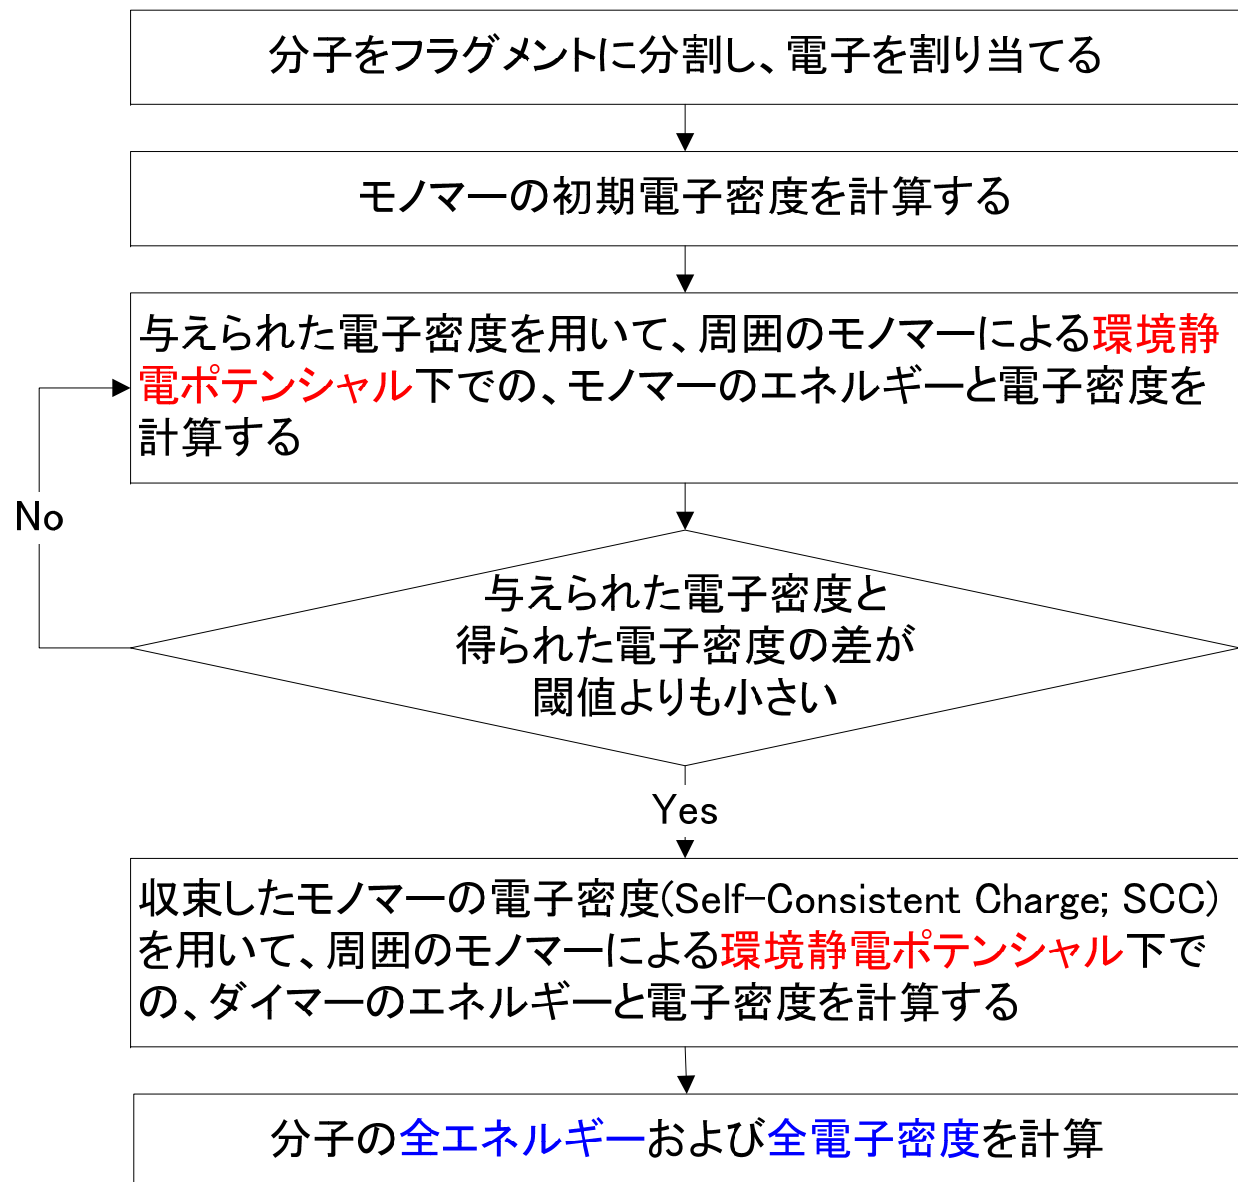 分子をフラグメントに分割し、電子を割り当てる
モノマーの初期電子密度を計算する
与えられた電子密度を用いて、周囲のモノマーによる環境静
電ポテンシャル下での、モノマーのエネルギーと電子密度を
計算する
No
与えられた電子密度と
得られた電子密度の差が
閾値よりも小さい
Yes
収束したモノマーの電子密度(Self-Consistent Charge; SCC)
を用いて、周囲のモノマーによる環境静電ポテンシャル下で
の、ダイマーのエネルギーと電子密度を計算する
分子の全エネルギーおよび全電子密度を計算